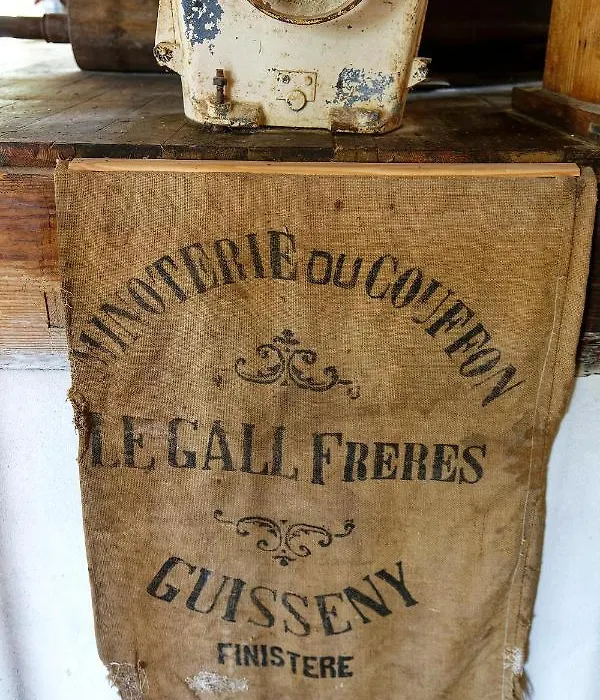 MINOTERIE DU COUFFON
LE GALL FRERES
GUISSENY
FINISTERE